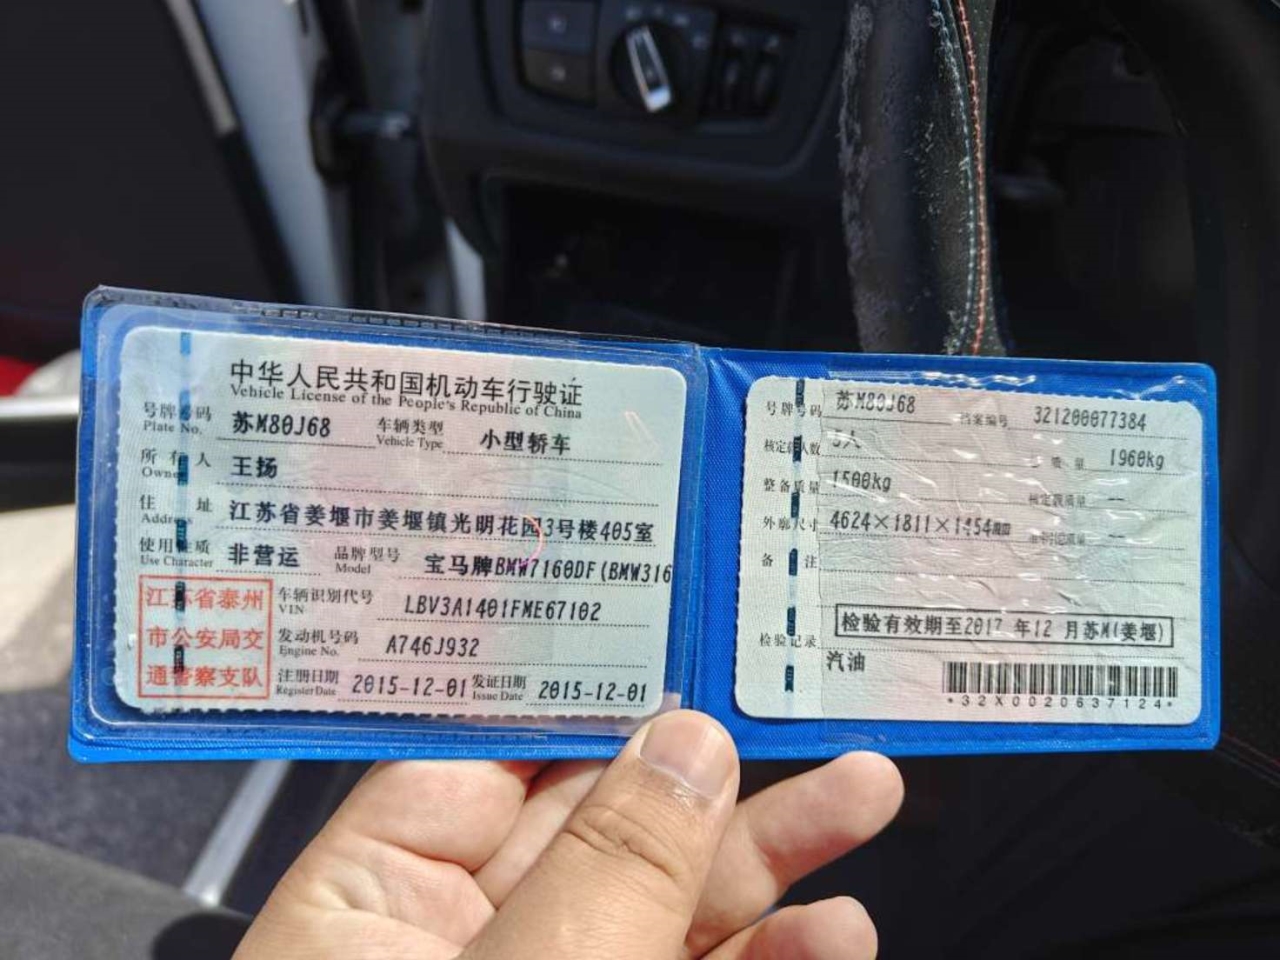 中华人民共和国机动车行驶证
Vehicle License of the People's Republic of China
号牌号码 苏M80J68 车辆类型 小型轿车
Plate No. Vehicle Type
所有人 王扬
Owner
住址 江苏省姜堰市姜堰镇光明花园3号楼405室
Address
使用性质 非营运 品牌型号 宝马牌BMW7160DF(BMW316
Use Character Model
江苏省泰州
市公安局交
通警察支队
车辆识别代号 LBV3A1401FME67102
VIN
发动机号码 A746J932
Engine No.
注册日期 2015-12-01 发证日期 2015-12-01
Register Date Issue Date
号牌号码 苏M80J68 档案编号 321200077384
核定载人数 5人 质量 1960kg
整备质量 1500kg 核定载质量 --
外廓尺寸 4624×1811×1454mm --
备注
检验有效期至2017 年12 月苏M(姜堰)
检验记录
汽油
*32X0020637124*